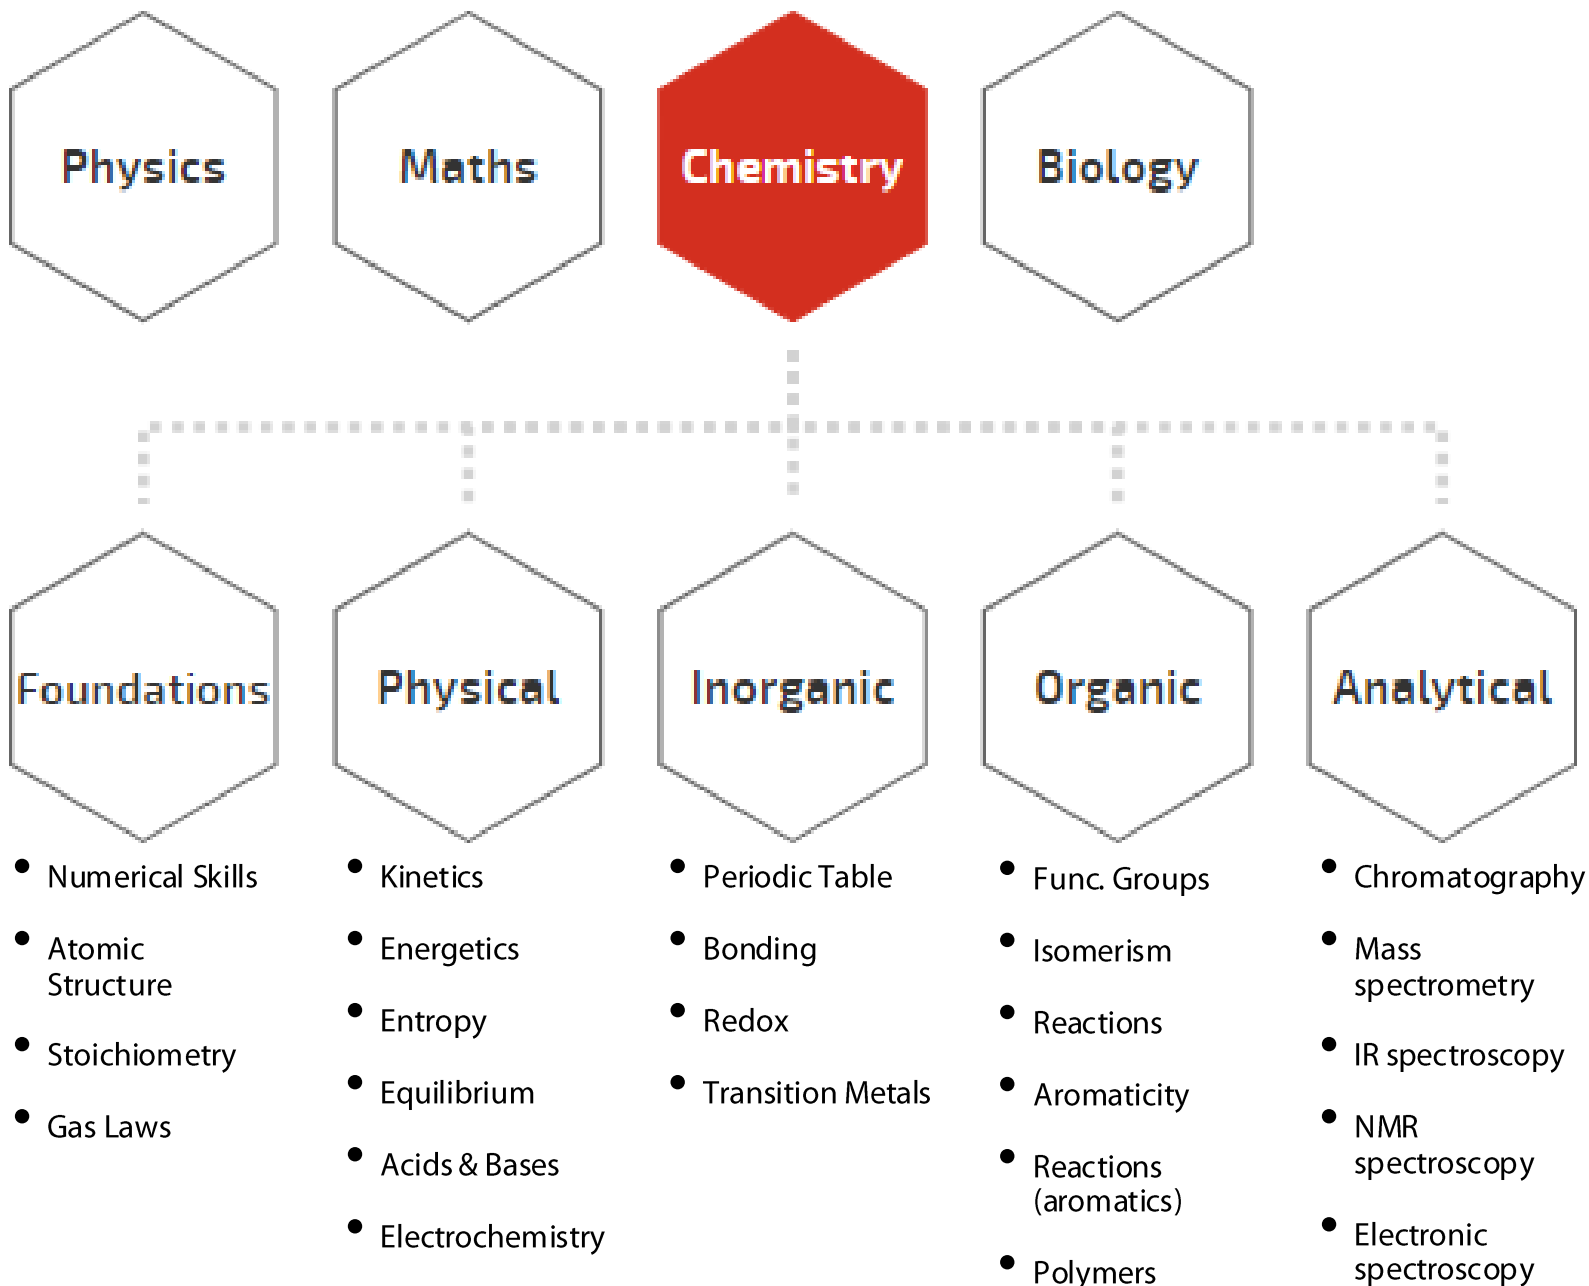 Physics
Maths
Chemistry
Biology
Foundations
Physical
Inorganic
Organic
Analytical
Numerical Skills
Atomic
Structure
Stoichiometry
Gas Laws
Kinetics
Energetics
Entropy
Equilibrium
Acids & Bases
Electrochemistry
Periodic Table
Bonding
Redox
Transition Metals
Func. Groups
Isomerism
Reactions
Aromaticity
Reactions
(aromatics)
Polymers
Chromatography
Mass
spectrometry
IR spectroscopy
NMR
spectroscopy
Electronic
spectroscopy